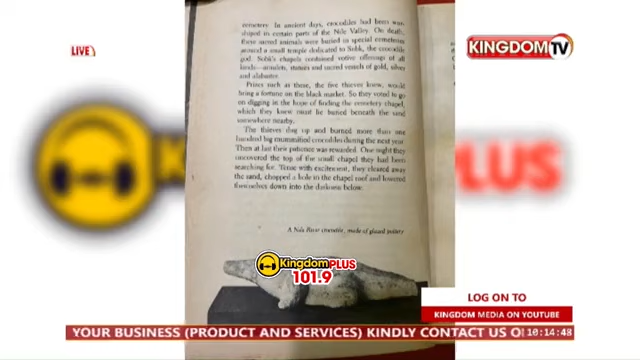 LIVE
KINGDOM TV
cemetery. In ancient days, crocodiles had been wor-
shiped in certain parts of the Nile Valley. On death,
these sacred animals were buried in special cemeteries
around a small temple dedicated to Sobk, the crocodile
god. Sobk's chapels contained votive offerings of all
kinds—amulets, statues and sacred vessels of gold, silver
and alabaster.
Prizes such as these, the five thieves knew, would
bring a fortune on the black market. So they voted to go
on digging in the hope of finding the cemetery chapel,
which they knew must lie buried beneath the sand
somewhere nearby.
The thieves dug up and burned more than one
hundred big mummified crocodiles during the next year.
Then at last their patience was rewarded. One night they
uncovered the top of the small chapel they had been
searching for. Tense with excitement, they cleared away
the sand, chopped a hole in the chapel roof and lowered
themselves down into the darkness below.
A Nile River crocodile, made of glazed pottery
Kingdom PLUS
Kingdom PLUS
101.9
LOG ON TO
KINGDOM MEDIA ON YOUTUBE
YOUR BUSINESS (PRODUCT AND SERVICES) KINDLY CONTACT US O
10:14:48